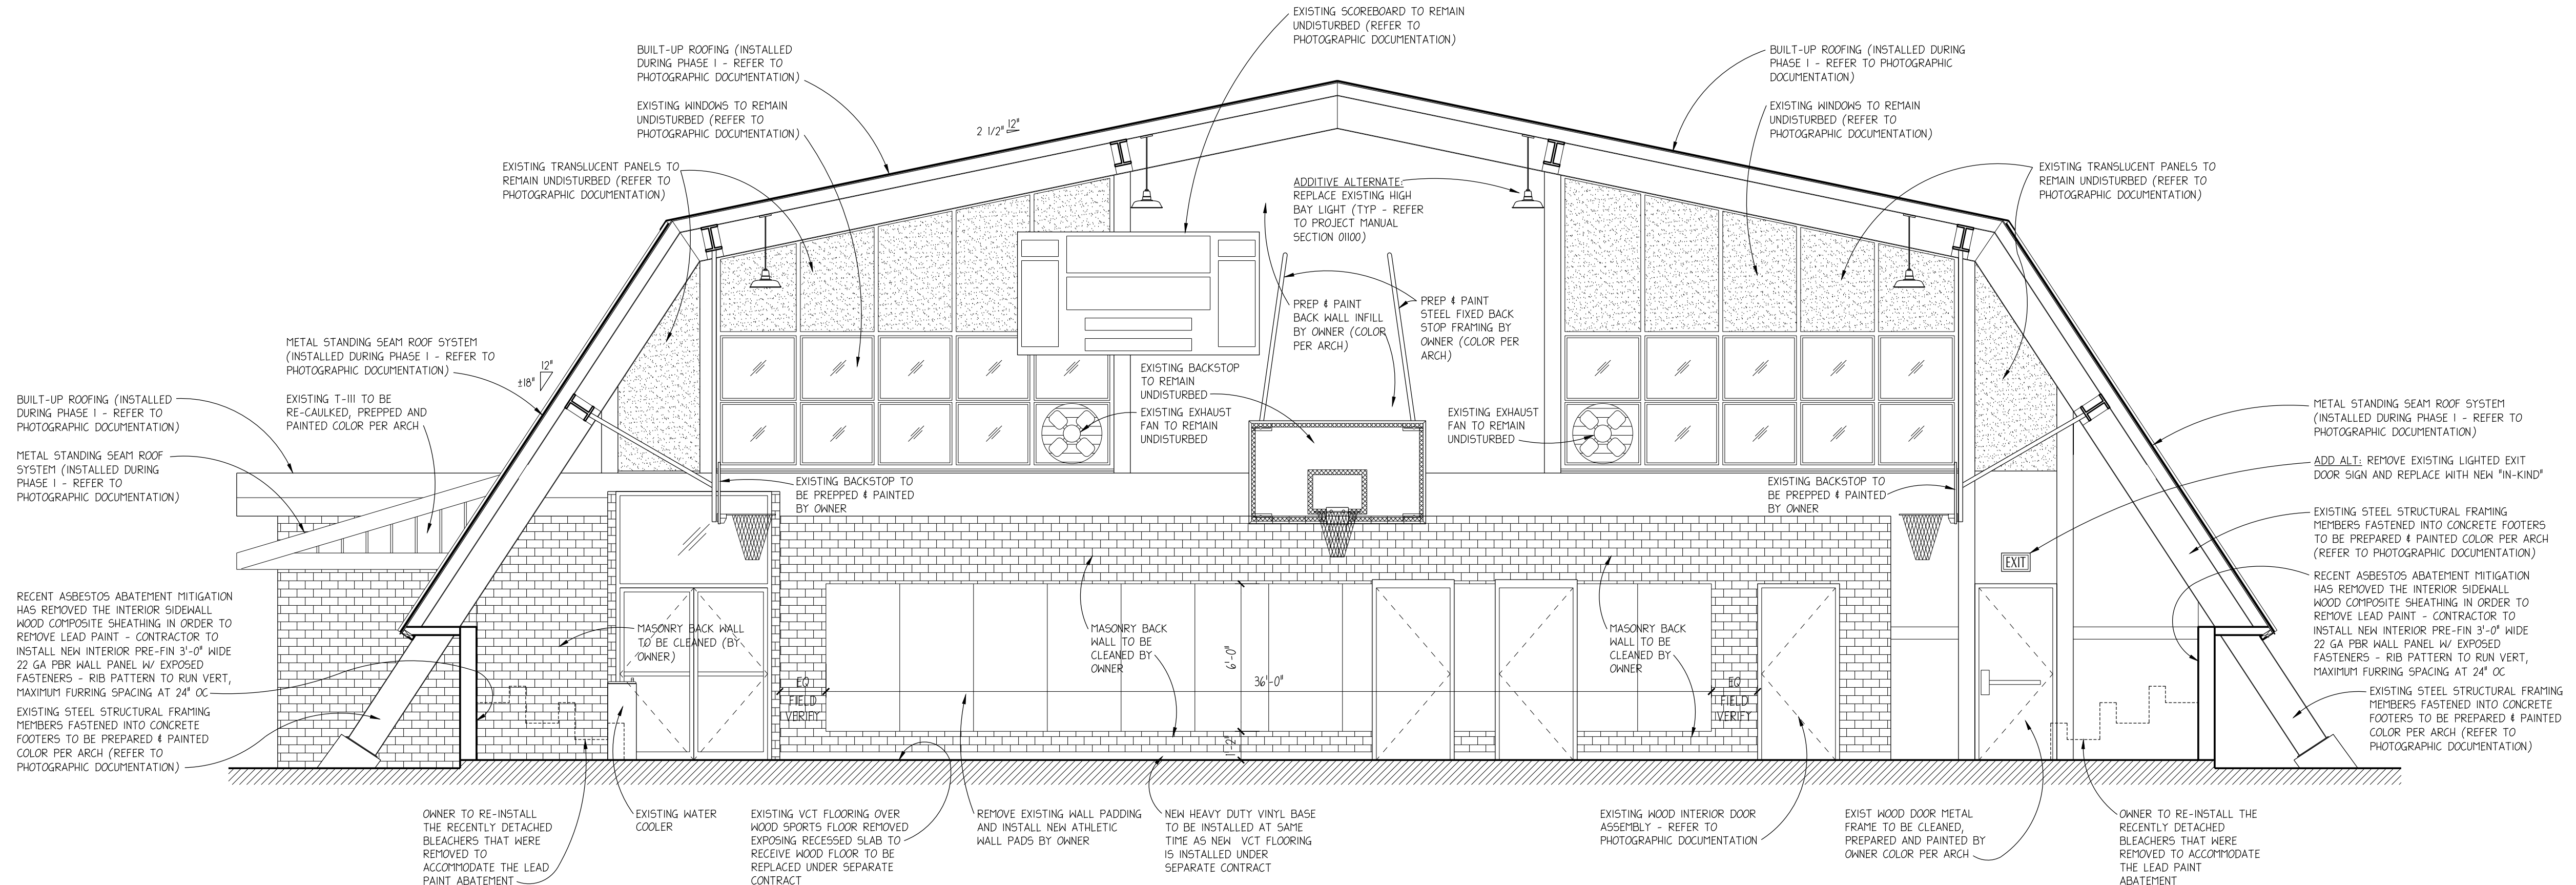 EXISTING SCOREBOARD TO REMAIN
UNDISTURBED (REFER TO
PHOTOGRAPHIC DOCUMENTATION)
BUILT-UP ROOFING (INSTALLED
DURING PHASE I - REFER TO
PHOTOGRAPHIC DOCUMENTATION)
EXISTING WINDOWS TO REMAIN
UNDISTURBED (REFER TO
PHOTOGRAPHIC DOCUMENTATION)
EXISTING TRANSLUCENT PANELS TO
REMAIN UNDISTURBED (REFER TO
PHOTOGRAPHIC DOCUMENTATION)
2 1/2" 12"
BUILT-UP ROOFING (INSTALLED DURING
PHASE I - REFER TO PHOTOGRAPHIC
DOCUMENTATION)
EXISTING WINDOWS TO REMAIN
UNDISTURBED (REFER TO
PHOTOGRAPHIC DOCUMENTATION)
EXISTING TRANSLUCENT PANELS TO
REMAIN UNDISTURBED (REFER TO
PHOTOGRAPHIC DOCUMENTATION)
ADDITIVE ALTERNATE:
REPLACE EXISTING HIGH
BAY LIGHT (TYP - REFER
TO PROJECT MANUAL
SECTION 01100)
PREP & PAINT
BACK WALL INFILL
BY OWNER (COLOR
PER ARCH)
PREP & PAINT
STEEL FIXED BACK
STOP FRAMING BY
OWNER (COLOR PER
ARCH)
EXISTING BACKSTOP
TO REMAIN
UNDISTURBED
EXISTING EXHAUST
FAN TO REMAIN
UNDISTURBED
EXISTING EXHAUST
FAN TO REMAIN
UNDISTURBED
METAL STANDING SEAM ROOF SYSTEM
(INSTALLED DURING PHASE I - REFER TO
PHOTOGRAPHIC DOCUMENTATION)
12"
±18"
EXISTING T-III TO BE
RE-CAULKED, PREPPED AND
PAINTED COLOR PER ARCH
BUILT-UP ROOFING (INSTALLED
DURING PHASE I - REFER TO
PHOTOGRAPHIC DOCUMENTATION)
METAL STANDING SEAM ROOF
SYSTEM (INSTALLED DURING
PHASE I - REFER TO
PHOTOGRAPHIC DOCUMENTATION)
EXISTING BACKSTOP TO
BE PREPPED & PAINTED
BY OWNER
EXISTING BACKSTOP TO
BE PREPPED & PAINTED
BY OWNER
METAL STANDING SEAM ROOF SYSTEM
(INSTALLED DURING PHASE I - REFER TO
PHOTOGRAPHIC DOCUMENTATION)
ADD ALT: REMOVE EXISTING LIGHTED EXIT
DOOR SIGN AND REPLACE WITH NEW "IN-KIND"
EXISTING STEEL STRUCTURAL FRAMING
MEMBERS FASTENED INTO CONCRETE FOOTERS
TO BE PREPARED & PAINTED COLOR PER ARCH
(REFER TO PHOTOGRAPHIC DOCUMENTATION)
EXIT
RECENT ASBESTOS ABATEMENT MITIGATION
HAS REMOVED THE INTERIOR SIDEWALL
WOOD COMPOSITE SHEATHING IN ORDER TO
REMOVE LEAD PAINT - CONTRACTOR TO
INSTALL NEW INTERIOR PRE-FIN 3'-0" WIDE
22 GA PBR WALL PANEL W/ EXPOSED
FASTENERS - RIB PATTERN TO RUN VERT,
MAXIMUM FURRING SPACING AT 24" OC
EXISTING STEEL STRUCTURAL FRAMING
MEMBERS FASTENED INTO CONCRETE
FOOTERS TO BE PREPARED & PAINTED
COLOR PER ARCH (REFER TO
PHOTOGRAPHIC DOCUMENTATION)
MASONRY BACK WALL
TO BE CLEANED (BY
OWNER)
MASONRY BACK
WALL TO BE
CLEANED BY
OWNER
MASONRY BACK
WALL TO BE
CLEANED BY
OWNER
EQ
FIELD
VERIFY
6'-0"
36'-0"
1'-2"
EQ
FIELD
VERIFY
RECENT ASBESTOS ABATEMENT MITIGATION
HAS REMOVED THE INTERIOR SIDEWALL
WOOD COMPOSITE SHEATHING IN ORDER TO
REMOVE LEAD PAINT - CONTRACTOR TO
INSTALL NEW INTERIOR PRE-FIN 3'-0" WIDE
22 GA PBR WALL PANEL W/ EXPOSED
FASTENERS - RIB PATTERN TO RUN VERT,
MAXIMUM FURRING SPACING AT 24" OC
EXISTING STEEL STRUCTURAL FRAMING
MEMBERS FASTENED INTO CONCRETE
FOOTERS TO BE PREPARED & PAINTED
COLOR PER ARCH (REFER TO
PHOTOGRAPHIC DOCUMENTATION)
OWNER TO RE-INSTALL
THE RECENTLY DETACHED
BLEACHERS THAT WERE
REMOVED TO
ACCOMMODATE THE LEAD
PAINT ABATEMENT
EXISTING WATER
COOLER
EXISTING VCT FLOORING OVER
WOOD SPORTS FLOOR REMOVED
EXPOSING RECESSED SLAB TO
RECEIVE WOOD FLOOR TO BE
REPLACED UNDER SEPARATE
CONTRACT
REMOVE EXISTING WALL PADDING
AND INSTALL NEW ATHLETIC
WALL PADS BY OWNER
NEW HEAVY DUTY VINYL BASE
TO BE INSTALLED AT SAME
TIME AS NEW VCT FLOORING
IS INSTALLED UNDER
SEPARATE CONTRACT
EXISTING WOOD INTERIOR DOOR
ASSEMBLY - REFER TO
PHOTOGRAPHIC DOCUMENTATION
EXIST WOOD DOOR METAL
FRAME TO BE CLEANED,
PREPARED AND PAINTED BY
OWNER COLOR PER ARCH
OWNER TO RE-INSTALL THE
RECENTLY DETACHED
BLEACHERS THAT WERE
REMOVED TO ACCOMMODATE
THE LEAD PAINT
ABATEMENT